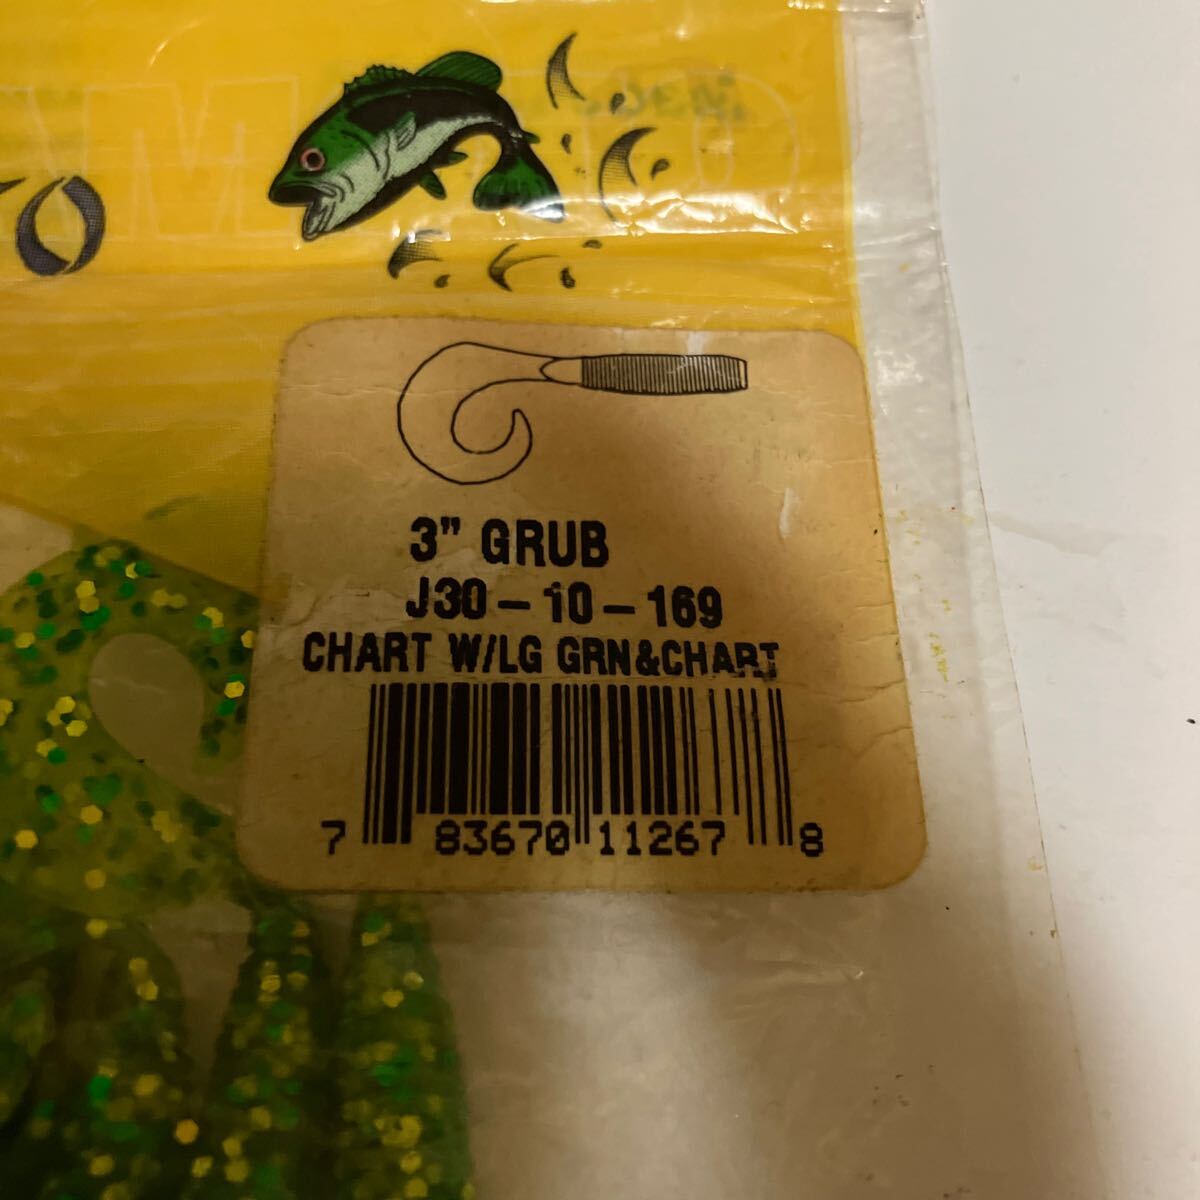 3" GRUB
J30-10-169
CHART W/LG GRN&CHART
7 83670 11267 8